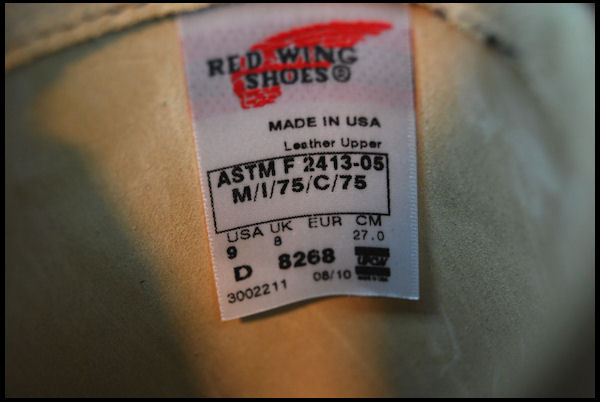 RED WING
SHOES®
MADE IN USA
Leather Upper
ASTM F 2413-05
M/I/75/C/75
USA UK EUR CM
9 8 27.0
D 8268
3002211 08/10